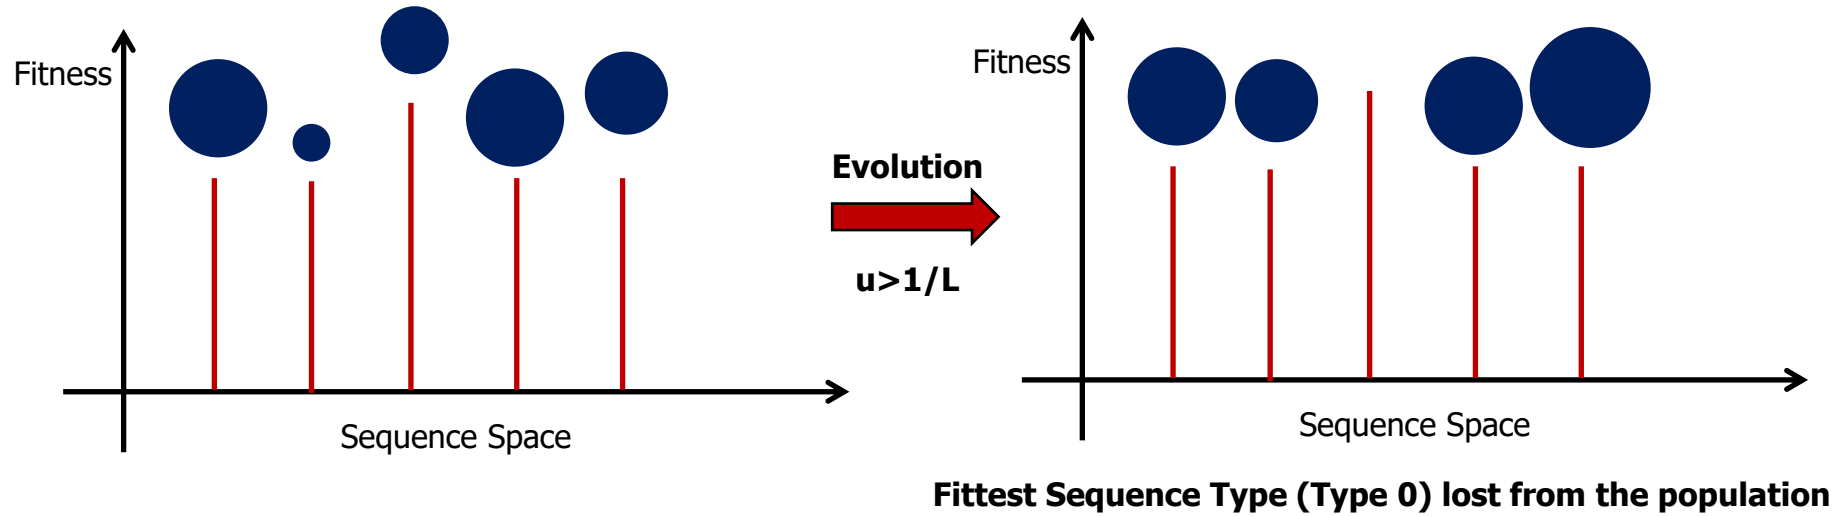 Fitness
Sequence Space
Evolution
u>1/L
Fitness
Sequence Space
Fittest Sequence Type (Type 0) lost from the population